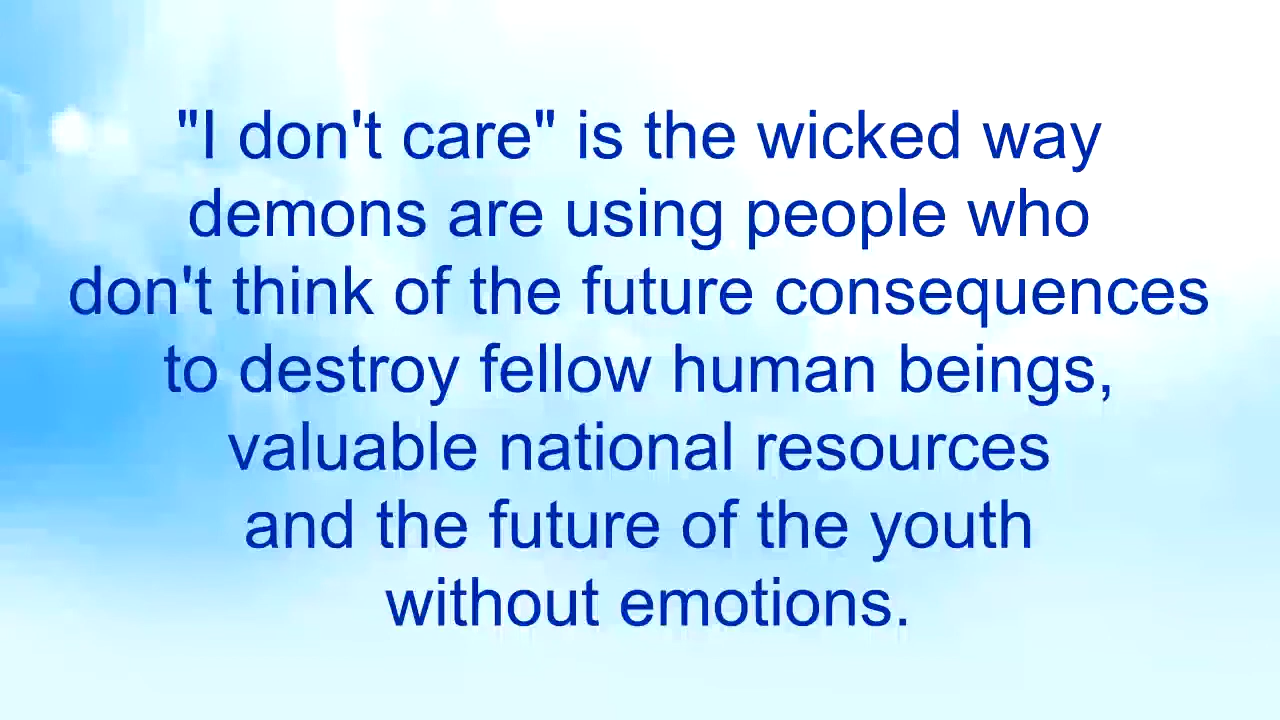 "I don't care" is the wicked way
demons are using people who
don't think of the future consequences
to destroy fellow human beings,
valuable national resources
and the future of the youth
without emotions.